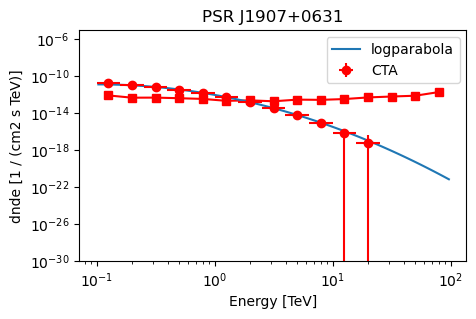 PSR J1907+0631
logparabola
CTA
dnde [1 / (cm2 s TeV)]
10⁻⁶
10⁻¹⁰
10⁻¹⁴
10⁻¹⁸
10⁻²²
10⁻²⁶
10⁻³⁰
10⁻¹ 10⁰ 10¹ 10²
Energy [TeV]